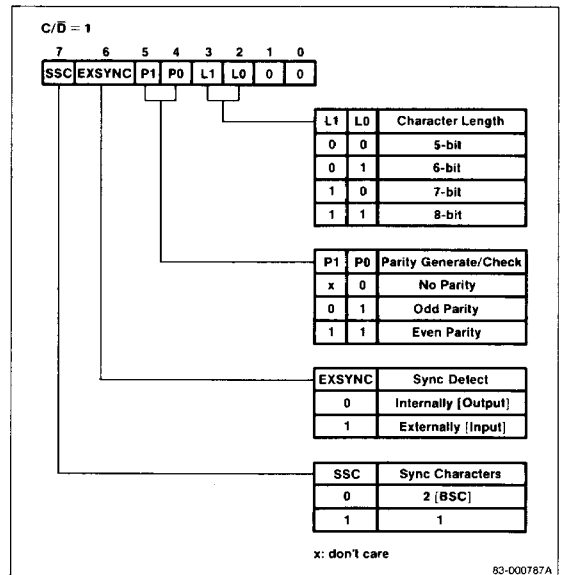 C/D̅ = 1
7 6 5 4 3 2 1 0
SSC EXSYNC P1 P0 L1 L0 0 0
L1 L0 Character Length
0 0 5-bit
0 1 6-bit
1 0 7-bit
1 1 8-bit
P1 P0 Parity Generate/Check
x 0 No Parity
0 1 Odd Parity
1 1 Even Parity
EXSYNC Sync Detect
0 Internally [Output]
1 Externally [Input]
SSC Sync Characters
0 2 [BSC]
1 1
x: don't care
83-000787A